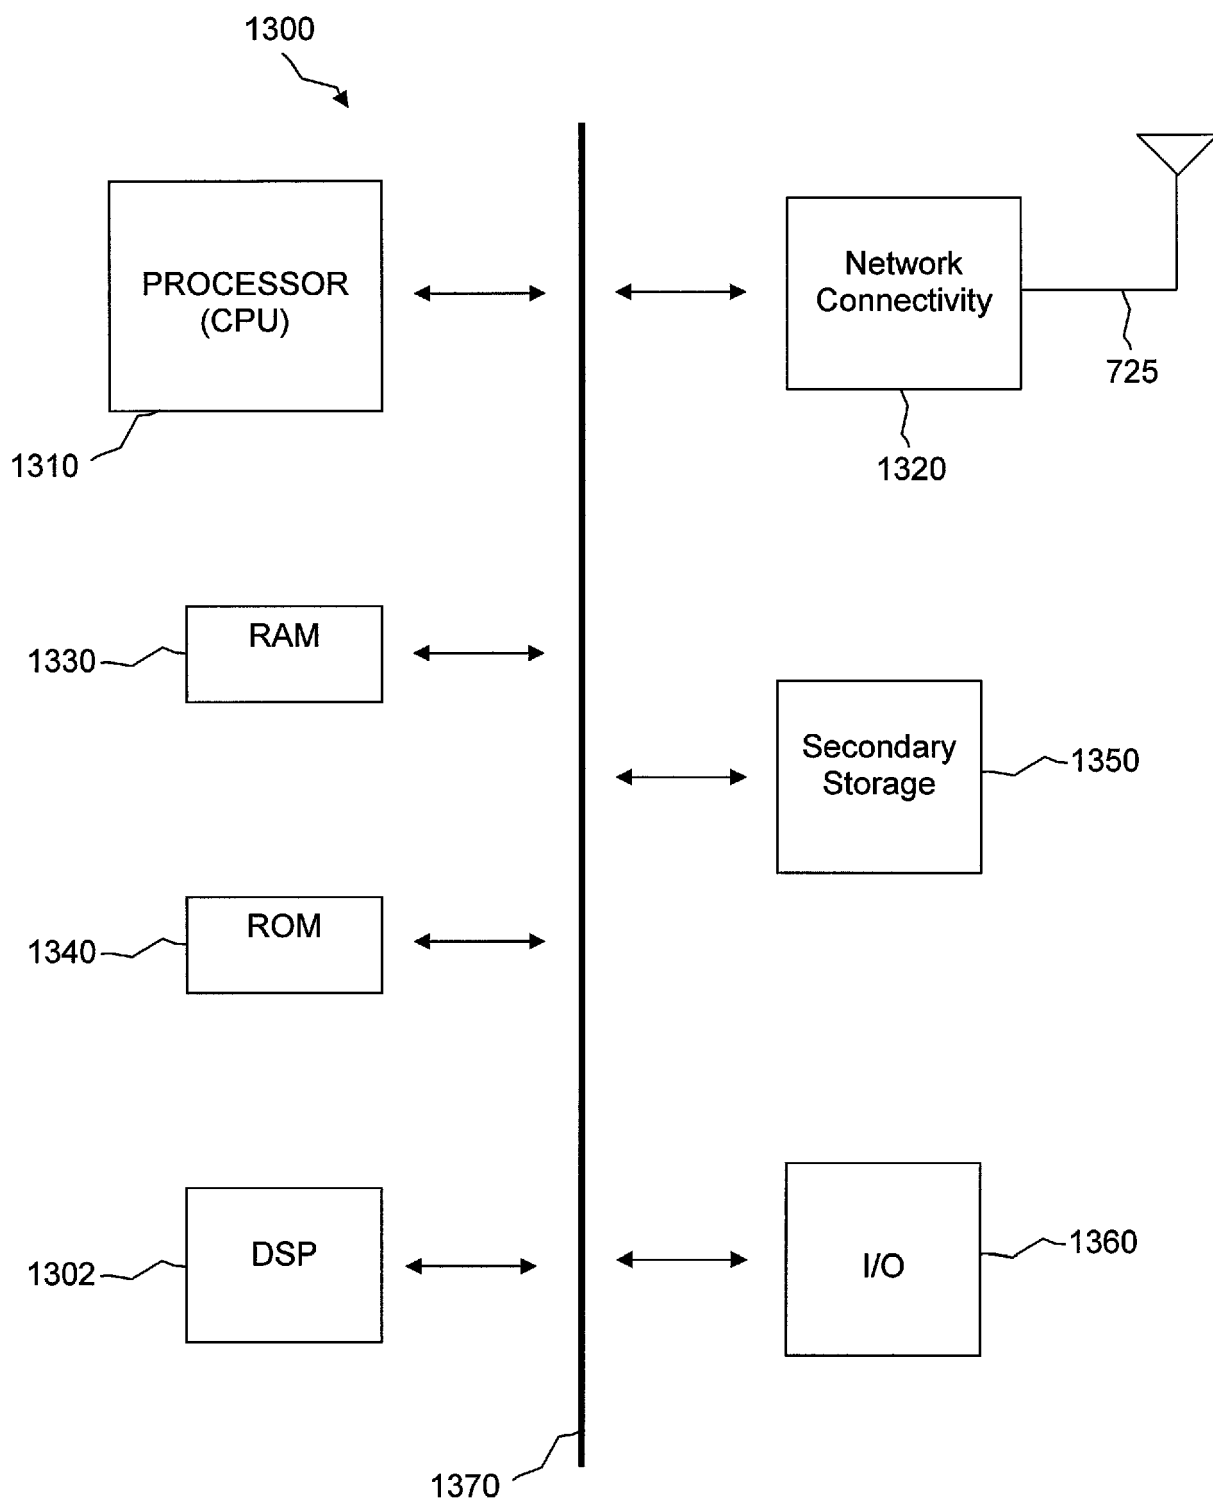 1300
PROCESSOR
(CPU)
Network
Connectivity
725
1310
1320
RAM
1330
Secondary
Storage
1350
ROM
1340
DSP
1302
I/O
1360
1370